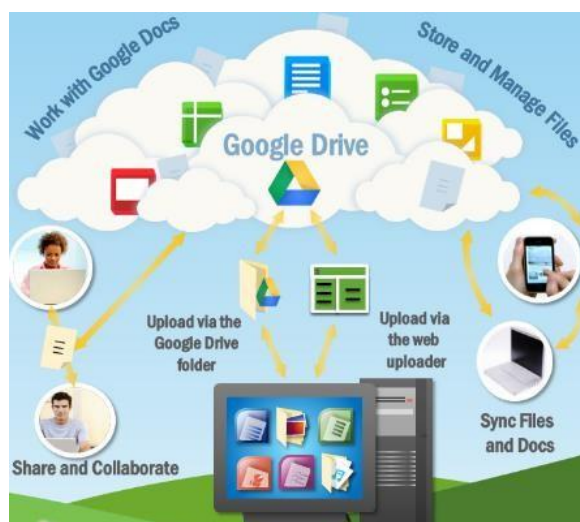 Work with Google Docs
Store and Manage Files
Google Drive
Upload via the
Google Drive
folder
Upload via
the web
uploader
Sync Files
and Docs
Share and Collaborate